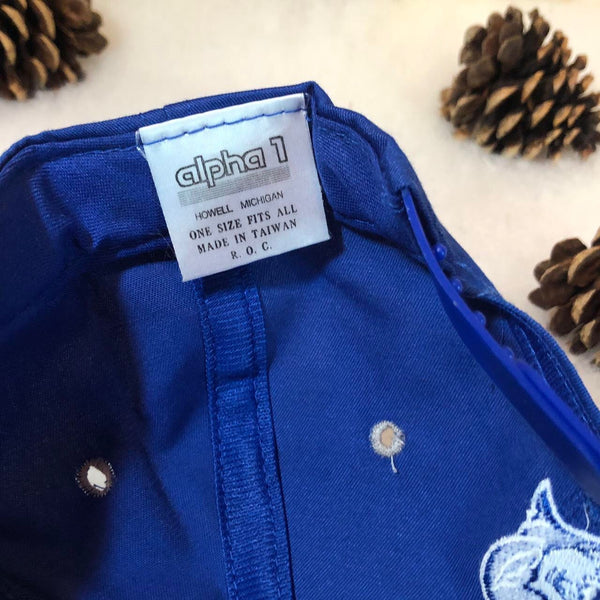 alpha 1
HOWELL MICHIGAN
ONE SIZE FITS ALL
MADE IN TAIWAN
R. O. C.